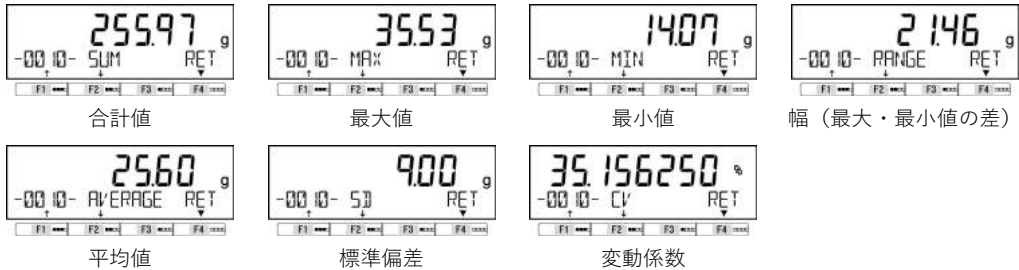 255.97 g
-0010- SUM RET
F1 F2 F3 F4
合計値
35.53 g
-0010- MAX RET
F1 F2 F3 F4
最大値
14.07 g
-0010- MIN RET
F1 F2 F3 F4
最小値
21.46 g
-0010- RANGE RET
F1 F2 F3 F4
幅（最大・最小値の差）
25.60 g
-0010- AVERAGE RET
F1 F2 F3 F4
平均値
9.00 g
-0010- SD RET
F1 F2 F3 F4
標準偏差
35.156250 %
-0010- CV RET
F1 F2 F3 F4
変動係数